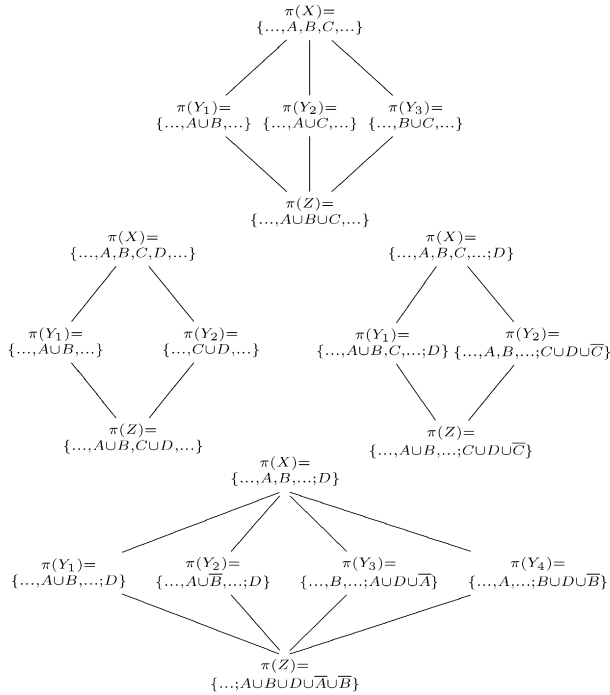 π(X)=
{...,A,B,C,...}
π(Y₁)= π(Y₂)= π(Y₃)=
{...,A∪B,...} {...,A∪C,...} {...,B∪C,...}
π(Z)=
{...,A∪B∪C,...}
π(X)= π(X)=
{...,A,B,C,D,...} {...,A,B,C,...;D}
π(Y₁)= π(Y₂)= π(Y₁)= π(Y₂)=
{...,A∪B,...} {...,C∪D,...} {...,A∪B,C,...;D} {...,A,B,...;C∪D∪C̅}
π(Z)= π(Z)=
{...,A∪B,C∪D,...} {...,A∪B,...;C∪D∪C̅}
π(X)=
{...,A,B,...;D}
π(Y₁)= π(Y₂)= π(Y₃)= π(Y₄)=
{...,A∪B,...;D} {...,A∪B̅,...;D} {...,B,...;A∪D∪A̅} {...,A,...;B∪D∪B̅}
π(Z)=
{...;A∪B∪D∪A̅∪B̅}